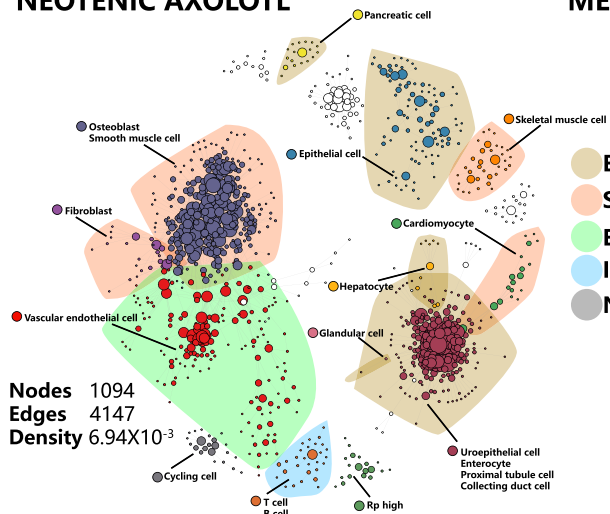 NEOTENIC AXOLOTL
ME
Pancreatic cell
Osteoblast
Smooth muscle cell
Skeletal muscle cell
Epithelial cell
E
S
Fibroblast
Cardiomyocyte
E
I
Hepatocyte
N
Vascular endothelial cell
Glandular cell
Nodes 1094
Edges 4147
Density 6.94X10-3
Uroepithelial cell
Enterocyte
Proximal tubule cell
Collecting duct cell
Cycling cell
T cell
B cell
Rp high